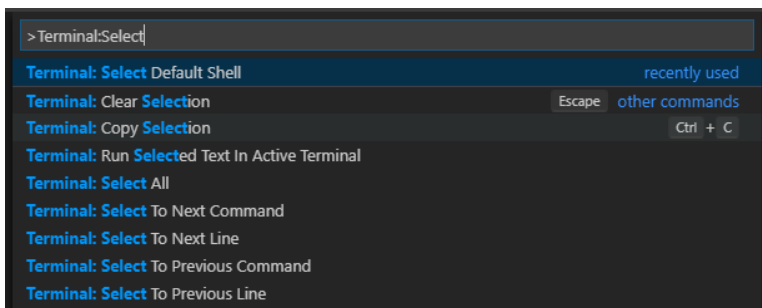 >Terminal:Select
Terminal: Select Default Shell recently used
Terminal: Clear Selection Escape other commands
Terminal: Copy Selection Ctrl + C
Terminal: Run Selected Text In Active Terminal
Terminal: Select All
Terminal: Select To Next Command
Terminal: Select To Next Line
Terminal: Select To Previous Command
Terminal: Select To Previous Line